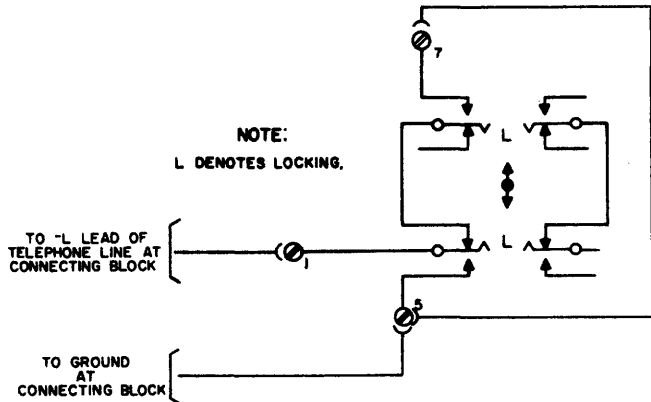 7
NOTE:
L DENOTES LOCKING.
L
L
TO -L LEAD OF
TELEPHONE LINE AT
CONNECTING BLOCK
1
5
TO GROUND
AT
CONNECTING BLOCK